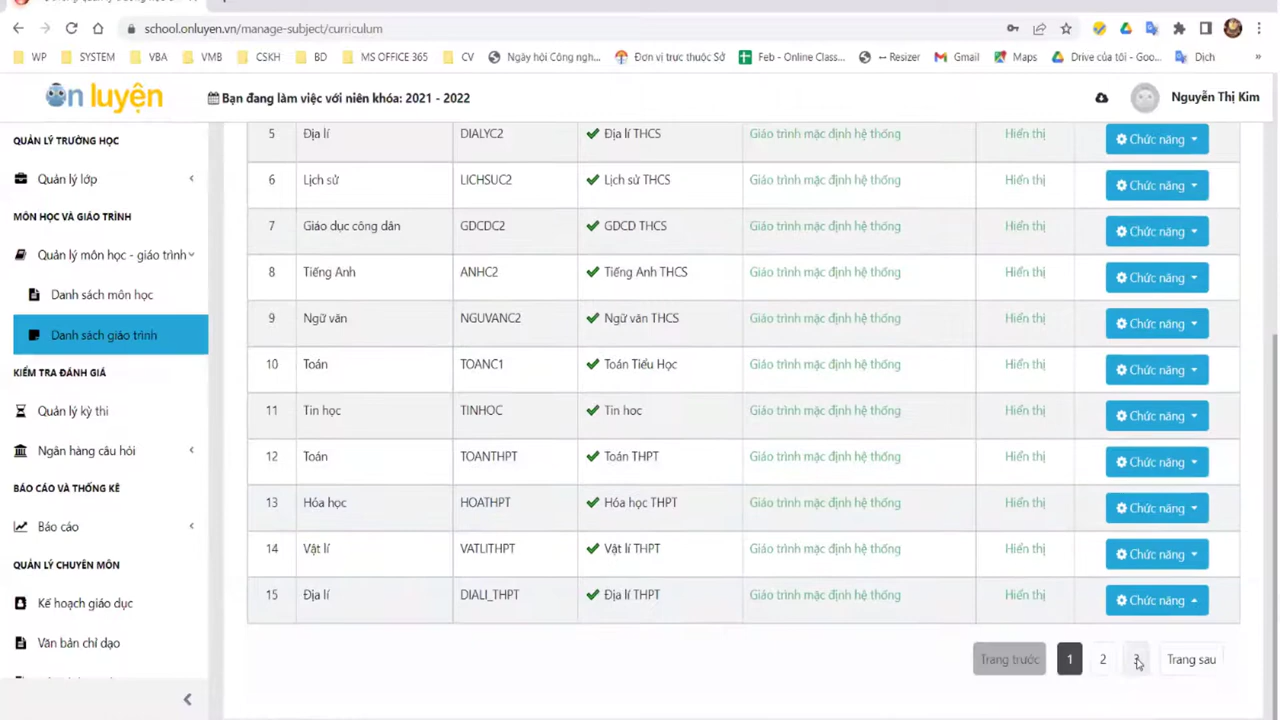 school.onluyen.vn/manage-subject/curriculum
WP SYSTEM VBA VMB CSKH BD MS OFFICE 365 CV Ngày hội Công ngh... Đơn vị trực thuộc Sở Feb - Online Class... Resizer Gmail Maps Drive của tôi - Goo... Dịch »
ôn luyện Bạn đang làm việc với niên khóa: 2021 - 2022 Nguyễn Thị Kim
QUẢN LÝ TRƯỜNG HỌC
Quản lý lớp
MÔN HỌC VÀ GIÁO TRÌNH
Quản lý môn học - giáo trình
Danh sách môn học
Danh sách giáo trình
KIỂM TRA ĐÁNH GIÁ
Quản lý kỳ thi
Ngân hàng câu hỏi
BÁO CÁO VÀ THỐNG KÊ
Báo cáo
QUẢN LÝ CHUYÊN MÔN
Kế hoạch giáo dục
Văn bản chỉ đạo
5 Địa lí DIALYC2 Địa lí THCS Giáo trình mặc định hệ thống Hiển thị Chức năng
6 Lịch sử LICHSUC2 Lịch sử THCS Giáo trình mặc định hệ thống Hiển thị Chức năng
7 Giáo dục công dân GDCDC2 GDCD THCS Giáo trình mặc định hệ thống Hiển thị Chức năng
8 Tiếng Anh ANHC2 Tiếng Anh THCS Giáo trình mặc định hệ thống Hiển thị Chức năng
9 Ngữ văn NGUVANC2 Ngữ văn THCS Giáo trình mặc định hệ thống Hiển thị Chức năng
10 Toán TOANC1 Toán Tiểu Học Giáo trình mặc định hệ thống Hiển thị Chức năng
11 Tin học TINHOC Tin hoc Giáo trình mặc định hệ thống Hiển thị Chức năng
12 Toán TOANTHPT Toán THPT Giáo trình mặc định hệ thống Hiển thị Chức năng
13 Hóa học HOATHPT Hóa học THPT Giáo trình mặc định hệ thống Hiển thị Chức năng
14 Vật lí VATLITHPT Vật lí THPT Giáo trình mặc định hệ thống Hiển thị Chức năng
15 Địa lí DIALI_THPT Địa lí THPT Giáo trình mặc định hệ thống Hiển thị Chức năng
Trang trước 1 2 3 Trang sau